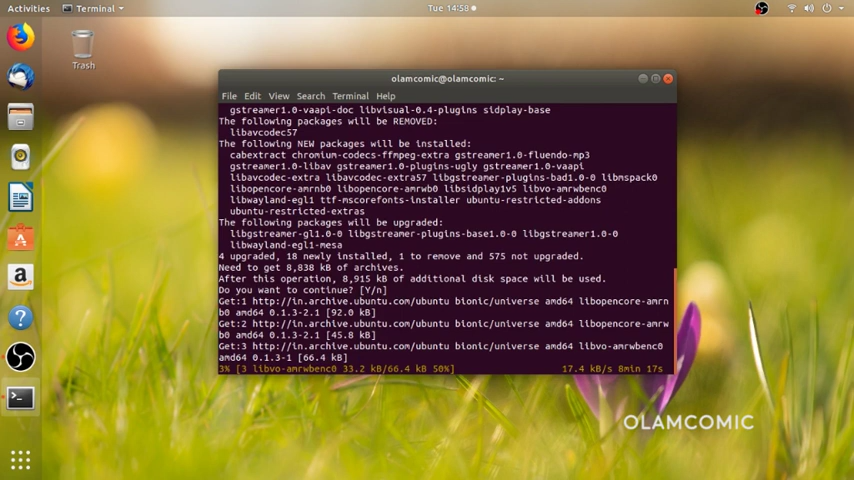 Activities
Terminal
Tue 14:58
Trash
olamcomic@olamcomic: ~
File Edit View Search Terminal Help
gstreamer1.0-vaapi-doc libvisual-0.4-plugins sidplay-base
The following packages will be REMOVED:
libavcodec57
The following NEW packages will be installed:
cabextract chromium-codecs-ffmpeg-extra gstreamer1.0-fluendo-mp3
gstreamer1.0-libav gstreamer1.0-plugins-ugly gstreamer1.0-vaapi
libavcodec-extra libavcodec-extra57 libgstreamer-plugins-bad1.0-0 libmspack0
libopencore-amrnb0 libopencore-amrwb0 libsidplay1v5 libvo-amrwbenc0
libwayland-egl1 ttf-mscorefonts-installer ubuntu-restricted-addons
ubuntu-restricted-extras
The following packages will be upgraded:
libgstreamer-gl1.0-0 libgstreamer-plugins-base1.0-0 libgstreamer1.0-0
libwayland-egl1-mesa
4 upgraded, 18 newly installed, 1 to remove and 575 not upgraded.
Need to get 8,838 kB of archives.
After this operation, 8,915 kB of additional disk space will be used.
Do you want to continue? [Y/n]
Get:1 http://in.archive.ubuntu.com/ubuntu bionic/universe amd64 libopencore-amrn
b0 amd64 0.1.3-2.1 [92.0 kB]
Get:2 http://in.archive.ubuntu.com/ubuntu bionic/universe amd64 libopencore-amrw
b0 amd64 0.1.3-2.1 [45.8 kB]
Get:3 http://in.archive.ubuntu.com/ubuntu bionic/universe amd64 libvo-amrwbenc0
amd64 0.1.3-1 [66.4 kB]
3% [3 libvo-amrwbenc0 33.2 kB/66.4 kB 50%] 17.4 kB/s 8min 17s
OLAMCOMIC